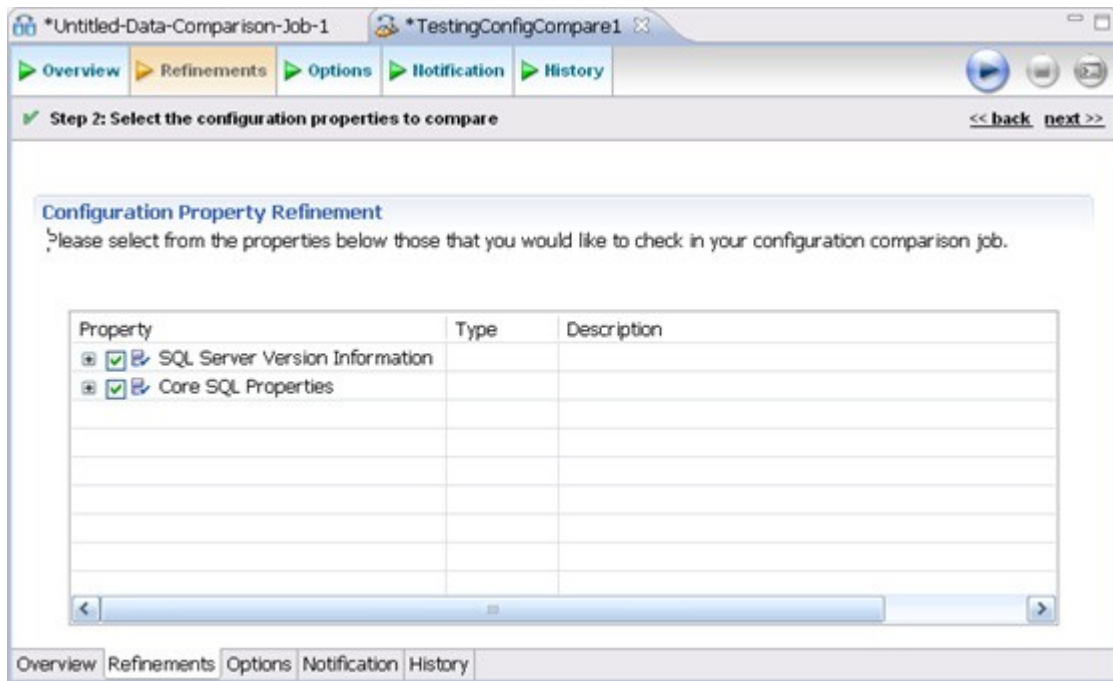 *Untitled-Data-Comparison-Job-1 *TestingConfigCompare1
Overview Refinements Options Notification History
Step 2: Select the configuration properties to compare << back next >>
Configuration Property Refinement
Please select from the properties below those that you would like to check in your configuration comparison job.
Property Type Description
SQL Server Version Information
Core SQL Properties
Overview Refinements Options Notification History